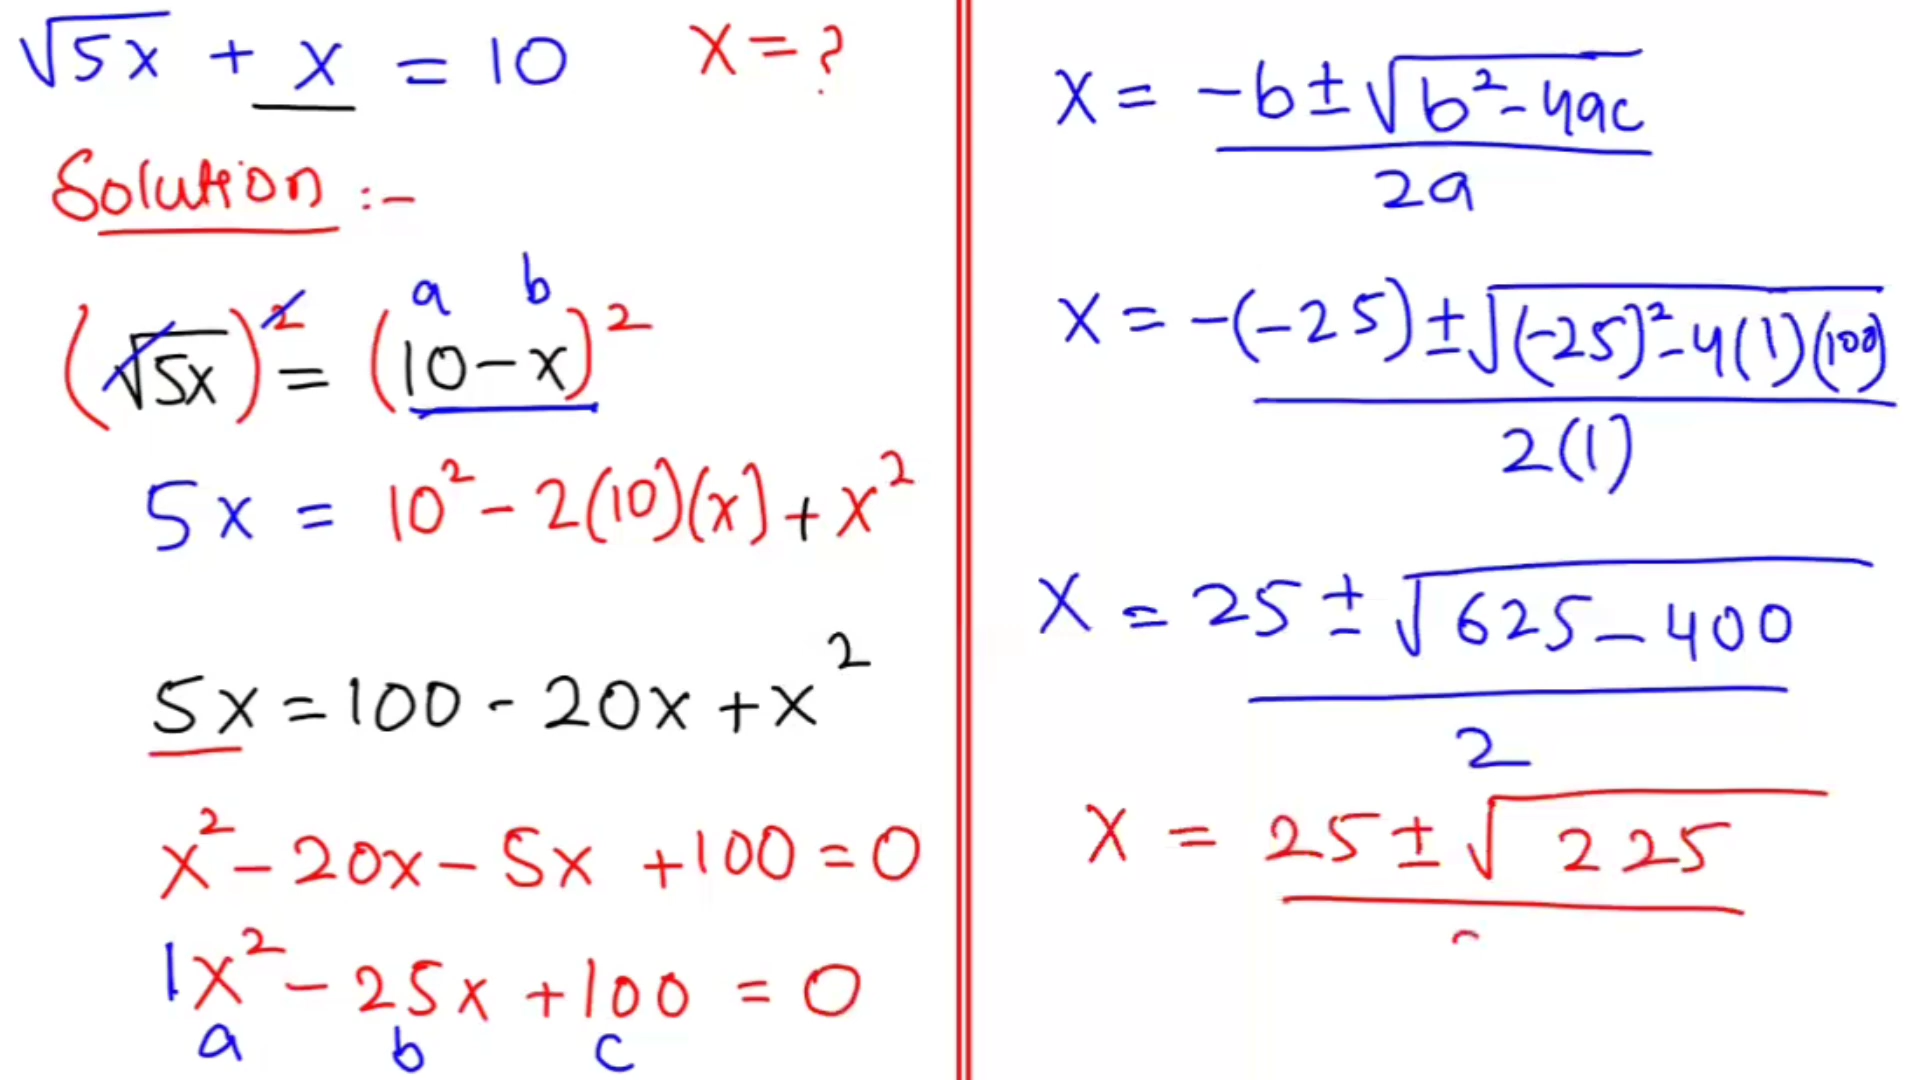 √5x + x = 10 x = ?
Solution :-
a b
(√5x)² = (10 - x)²
5x = 10² - 2(10)(x) + x²
5x = 100 - 20x + x²
x² - 20x - 5x + 100 = 0
1x² - 25x + 100 = 0
a b c
x = -b ± √b² - 4ac
2a
x = -(-25) ± √(-25)² - 4(1)(100)
2(1)
x = 25 ± √625 - 400
2
x = 25 ± √225